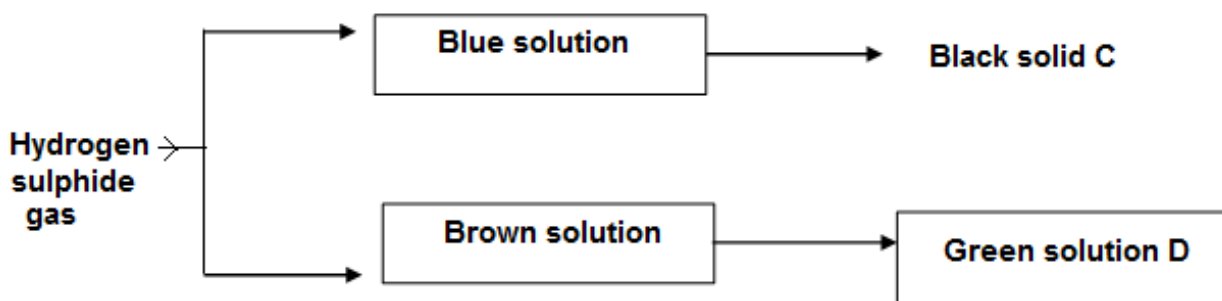 Blue solution
Black solid C
Hydrogen
sulphide
gas
Brown solution
Green solution D